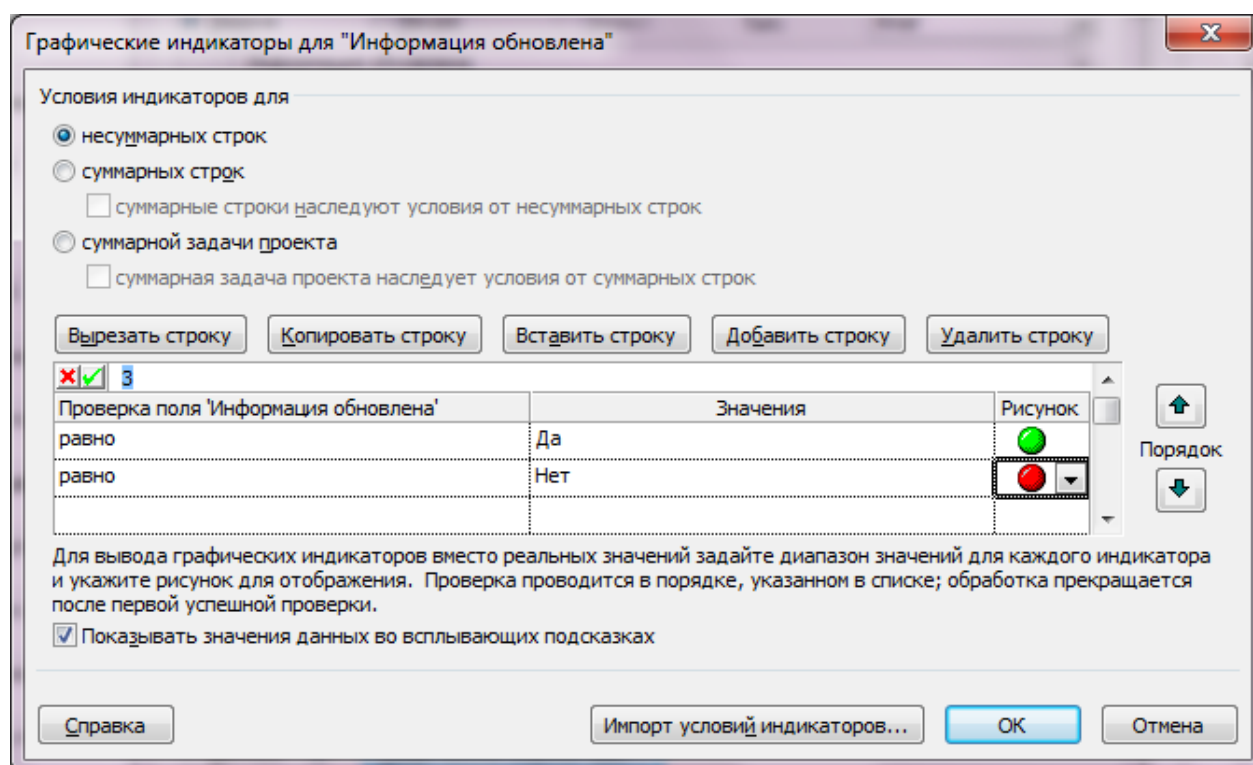 Графические индикаторы для "Информация обновлена"
Условия индикаторов для
несуммарных строк
суммарных строк
суммарные строки наследуют условия от несуммарных строк
суммарной задачи проекта
суммарная задача проекта наследует условия от суммарных строк
Вырезать строку Копировать строку Вставить строку Добавить строку Удалить строку
3
Проверка поля 'Информация обновлена' Значения Рисунок
равно Да
Порядок
равно Нет
Для вывода графических индикаторов вместо реальных значений задайте диапазон значений для каждого индикатора
и укажите рисунок для отображения. Проверка проводится в порядке, указанном в списке; обработка прекращается
после первой успешной проверки.
Показывать значения данных во всплывающих подсказках
Справка Импорт условий индикаторов... ОК Отмена